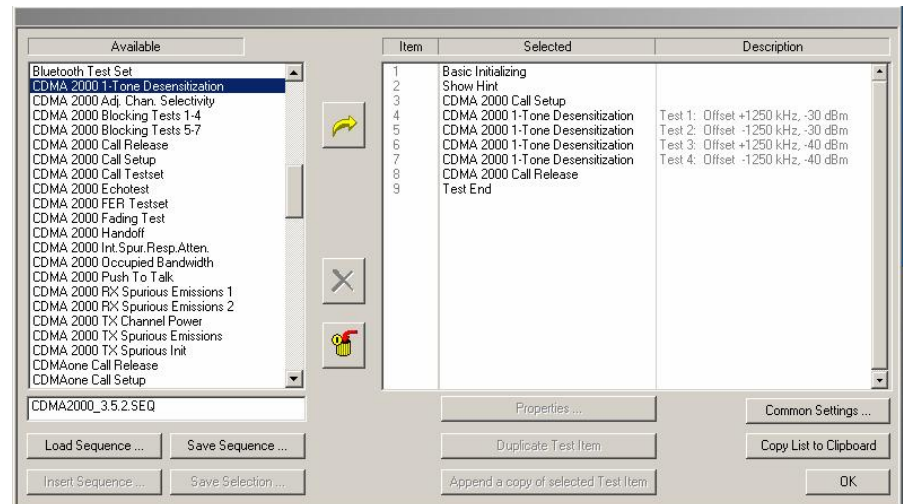 Available
Bluetooth Test Set
CDMA 2000 1-Tone Desensitization
CDMA 2000 Adj. Chan. Selectivity
CDMA 2000 Blocking Tests 1-4
CDMA 2000 Blocking Tests 5-7
CDMA 2000 Call Release
CDMA 2000 Call Setup
CDMA 2000 Call Testset
CDMA 2000 Echotest
CDMA 2000 FER Testset
CDMA 2000 Fading Test
CDMA 2000 Handoff
CDMA 2000 Int.Spur.Resp.Atten.
CDMA 2000 Occupied Bandwidth
CDMA 2000 Push To Talk
CDMA 2000 RX Spurious Emissions 1
CDMA 2000 RX Spurious Emissions 2
CDMA 2000 TX Channel Power
CDMA 2000 TX Spurious Emissions
CDMA 2000 TX Spurious Init
CDMAone Call Release
CDMAone Call Setup
CDMA2000_3.5.2.SEQ
Load Sequence ... Save Sequence ...
Insert Sequence ... Save Selection ...
Item Selected Description
1 Basic Initializing
2 Show Hint
3 CDMA 2000 Call Setup
4 CDMA 2000 1-Tone Desensitization Test 1: Offset +1250 kHz, -30 dBm
5 CDMA 2000 1-Tone Desensitization Test 2: Offset -1250 kHz, -30 dBm
6 CDMA 2000 1-Tone Desensitization Test 3: Offset +1250 kHz, -40 dBm
7 CDMA 2000 1-Tone Desensitization Test 4: Offset -1250 kHz, -40 dBm
8 CDMA 2000 Call Release
9 Test End
Properties ... Common Settings ...
Duplicate Test Item Copy List to Clipboard
Append a copy of selected Test Item OK